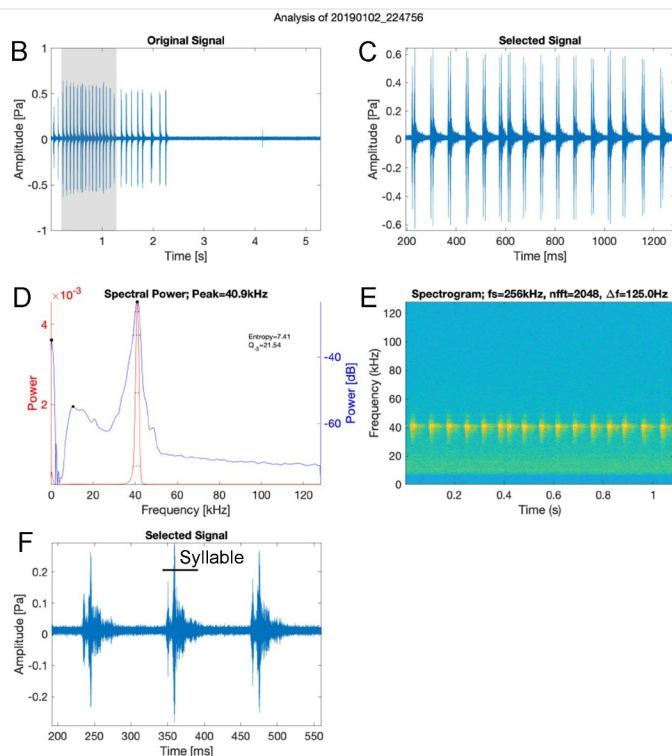 Analysis of 20190102_224756
B
Original Signal
Amplitude [Pa]
1
0.5
0
-0.5
-1
1
2
3
4
5
Time [s]
C
Selected Signal
Amplitude [Pa]
0.6
0.4
0.2
0
-0.2
-0.4
-0.6
200
400
600
800
1000
1200
Time [ms]
D
×10⁻³
Spectral Power; Peak=40.9kHz
Entropy=7.41
Q₋₃=21.54
Power
4
2
-40
-60
Power [dB]
0
20
40
60
80
100
120
Frequency [kHz]
E
Spectrogram; fs=256kHz, nfft=2048, Δf=125.0Hz
Frequency (kHz)
120
100
80
60
40
20
0
0.2
0.4
0.6
0.8
1
Time (s)
F
Selected Signal
Syllable
Amplitude [Pa]
0.2
0.1
0
-0.1
-0.2
200
250
300
350
400
450
500
550
Time [ms]